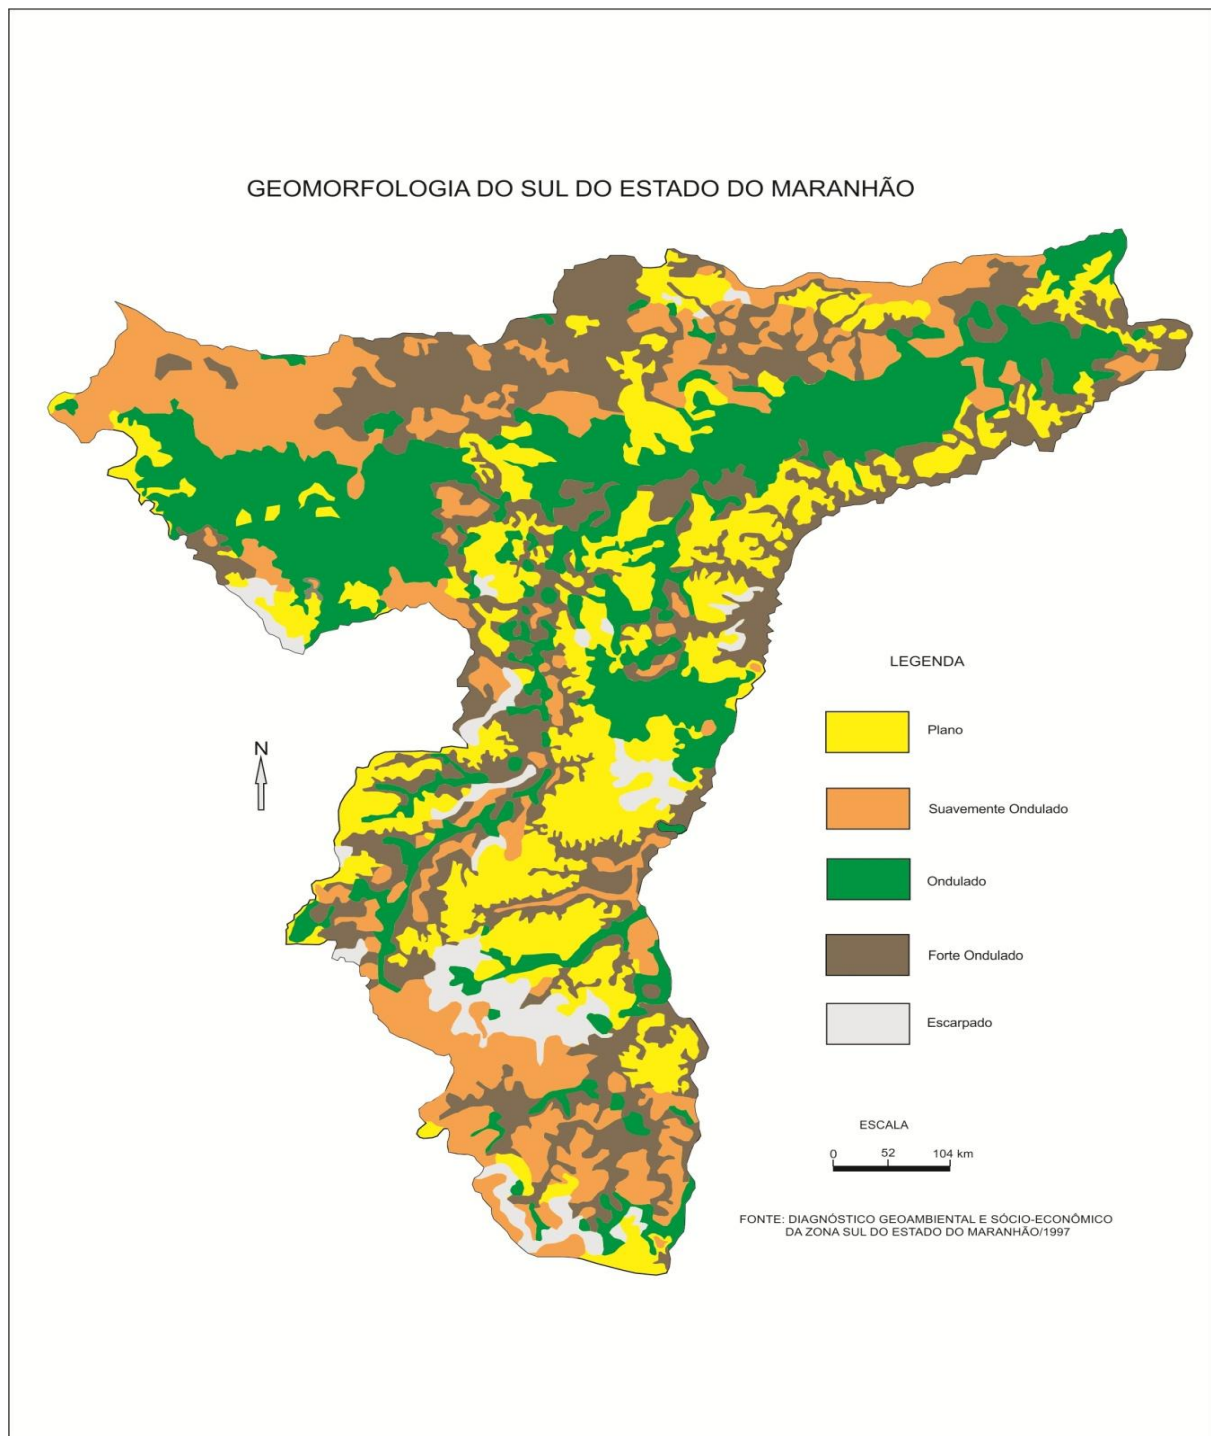 GEOMORFOLOGIA DO SUL DO ESTADO DO MARANHÃO
LEGENDA
Plano
N
Suavemente Ondulado
Ondulado
Forte Ondulado
Escarpado
ESCALA
0 52 104 km
FONTE: DIAGNÓSTICO GEOAMBIENTAL E SÓCIO-ECONÔMICO
DA ZONA SUL DO ESTADO DO MARANHÃO/1997